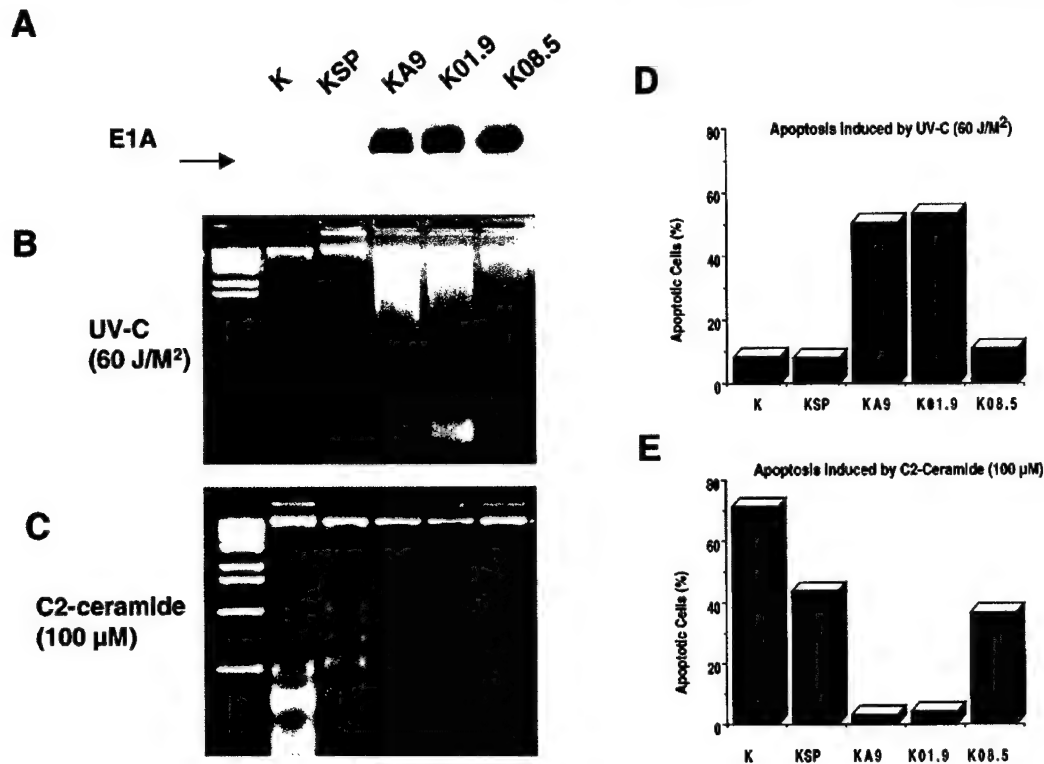 A
K KSP KA9 K01.9 K08.5
E1A
B
UV-C
(60 J/M²)
C
C2-ceramide
(100 µM)
D
Apoptosis Induced by UV-C (60 J/M²)
Apoptotic Cells (%)
80
60
40
20
0
K KSP KA9 K01.9 K08.5
E
Apoptosis Induced by C2-Ceramide (100 µM)
Apoptotic Cells (%)
80
60
40
20
0
K KSP KA9 K01.9 K08.5